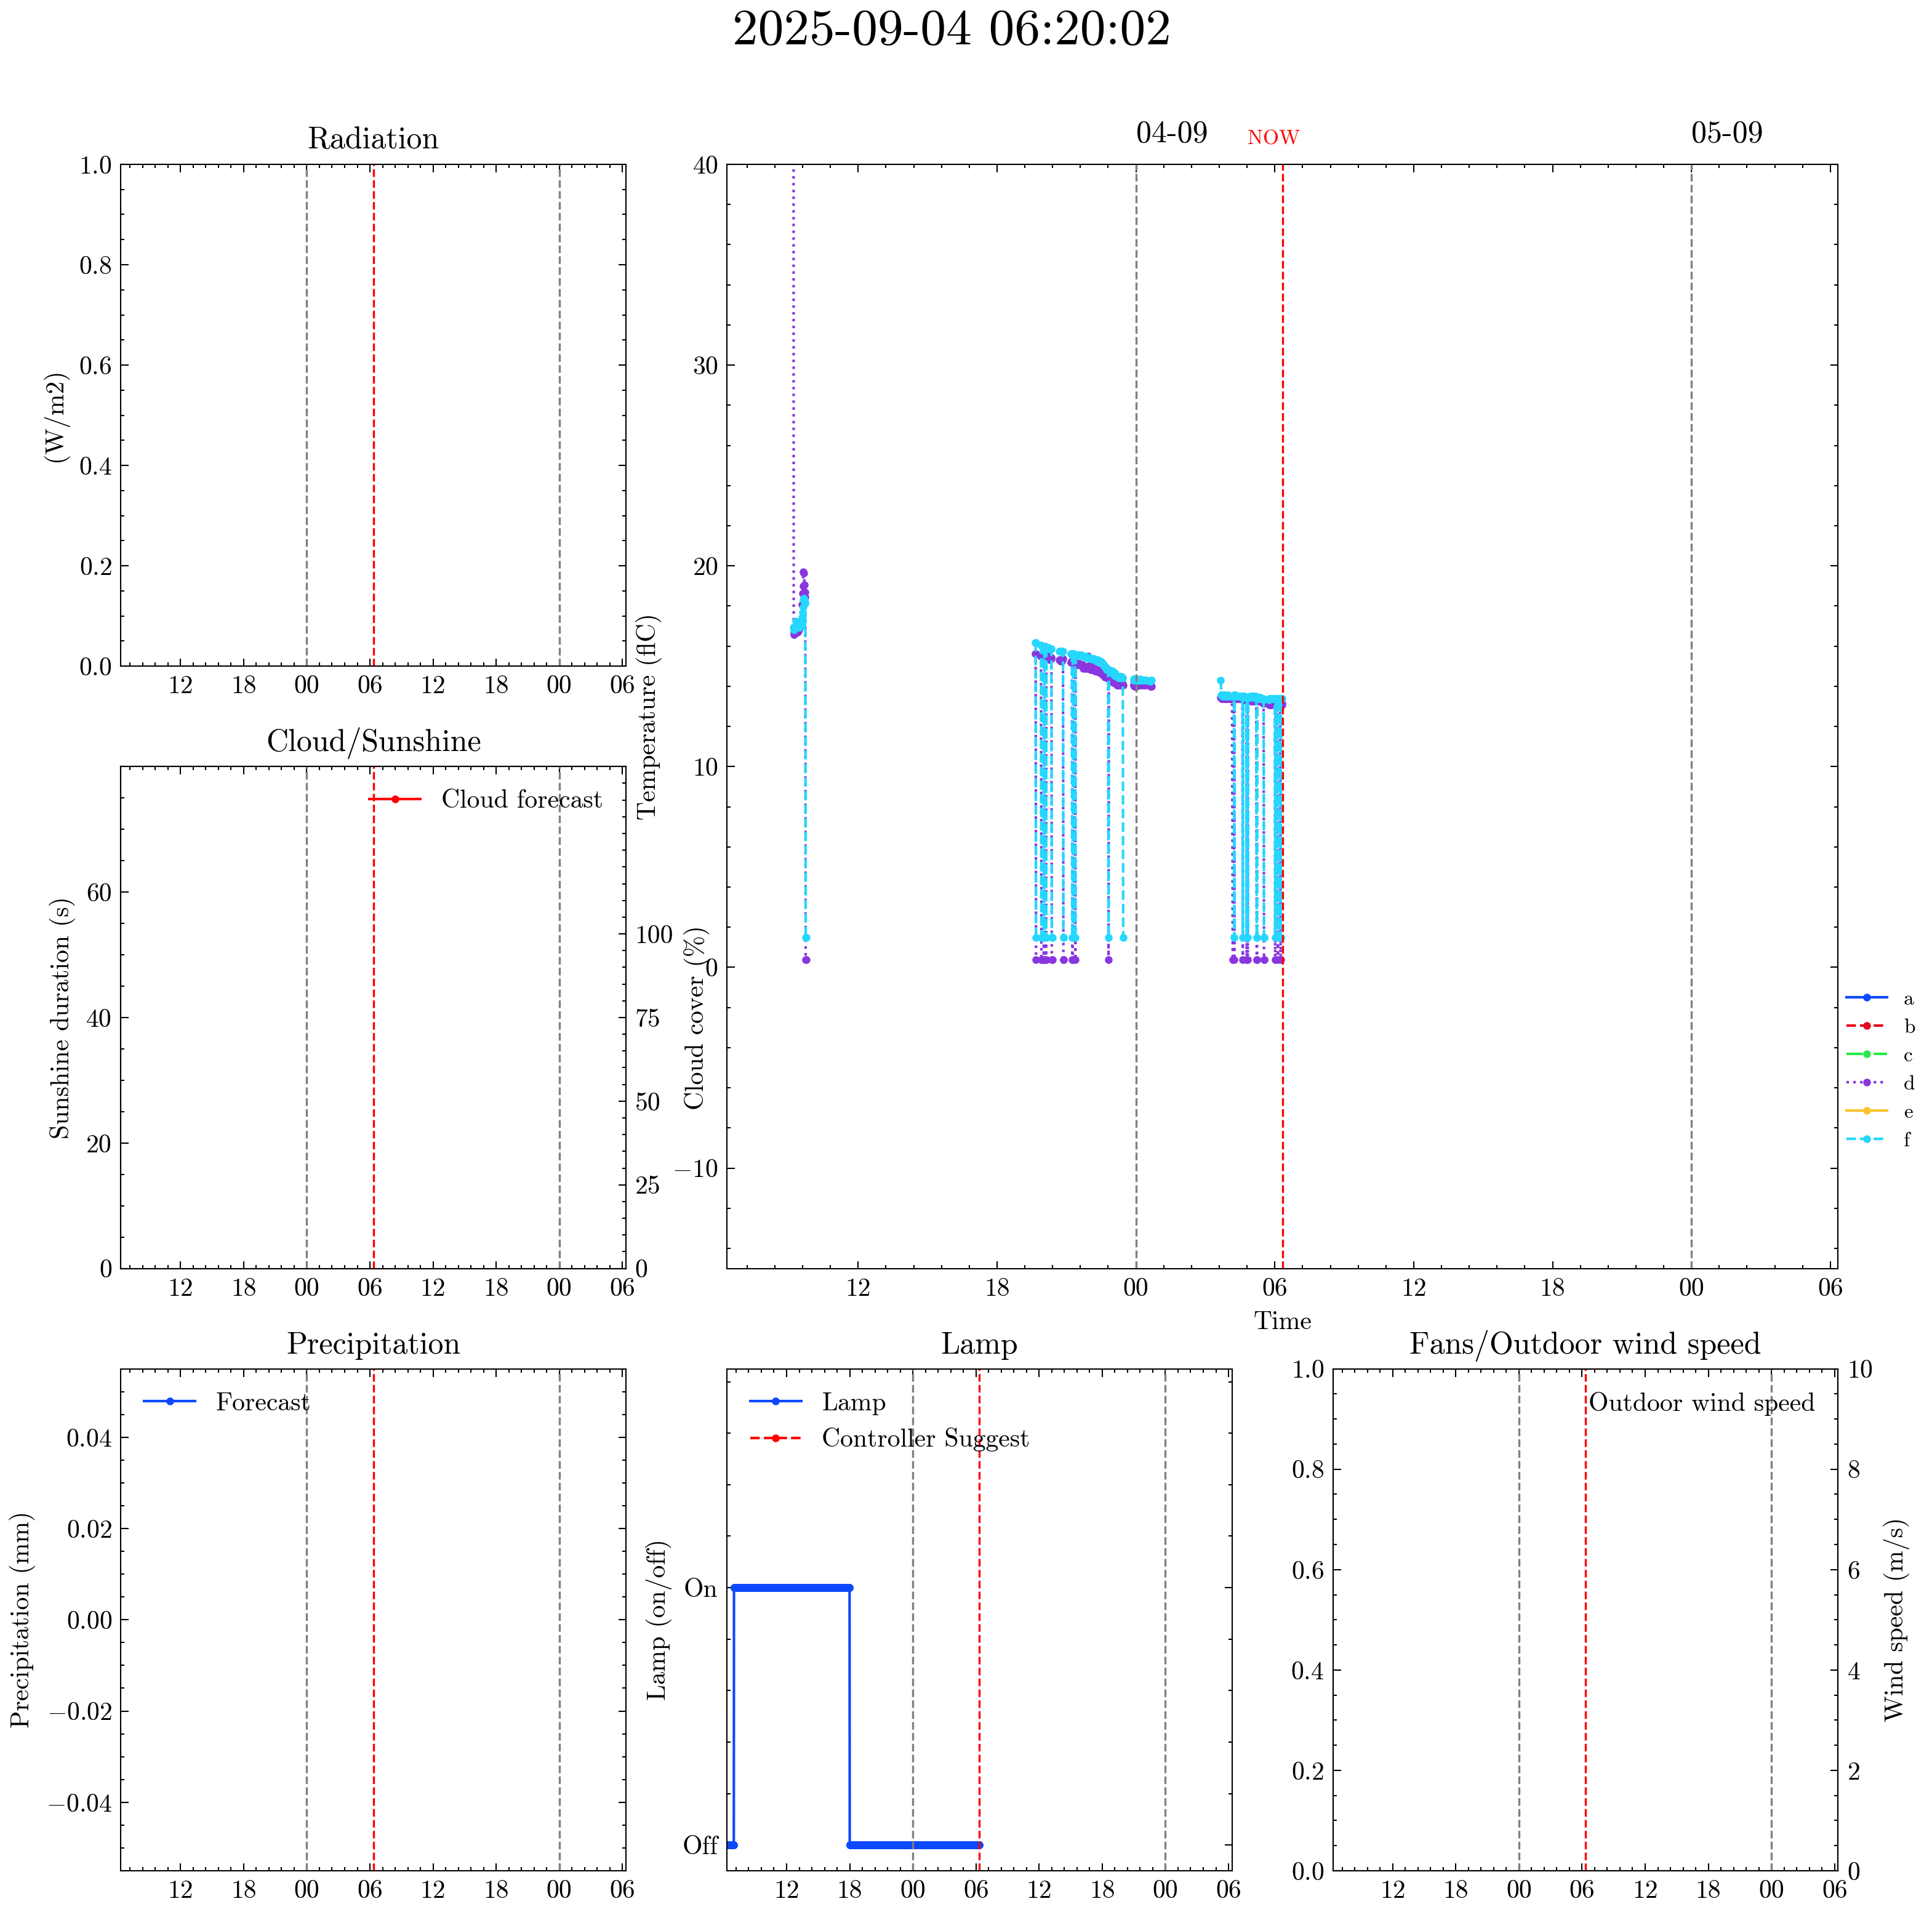 2025-09-04 06:20:02
Radiation
1.0
0.8
0.6
0.4
0.2
0.0
(W/m2)
12 18 00 06 12 18 00 06
04-09 NOW 05-09
40
30
20
10
0
−10
Temperature (flC)
12 18 00 06 12 18 00 06
Time
a
b
c
d
e
f
Cloud/Sunshine
Cloud forecast
60
40
20
0
Sunshine duration (s)
100
75
50
25
0
Cloud cover (%)
12 18 00 06 12 18 00 06
Precipitation
Forecast
0.04
0.02
0.00
−0.02
−0.04
Precipitation (mm)
12 18 00 06 12 18 00 06
Lamp
Lamp
Controller Suggest
On
Off
Lamp (on/off)
12 18 00 06 12 18 00 06
Fans/Outdoor wind speed
Outdoor wind speed
1.0
0.8
0.6
0.4
0.2
0.0
10
8
6
4
2
0
Wind speed (m/s)
12 18 00 06 12 18 00 06